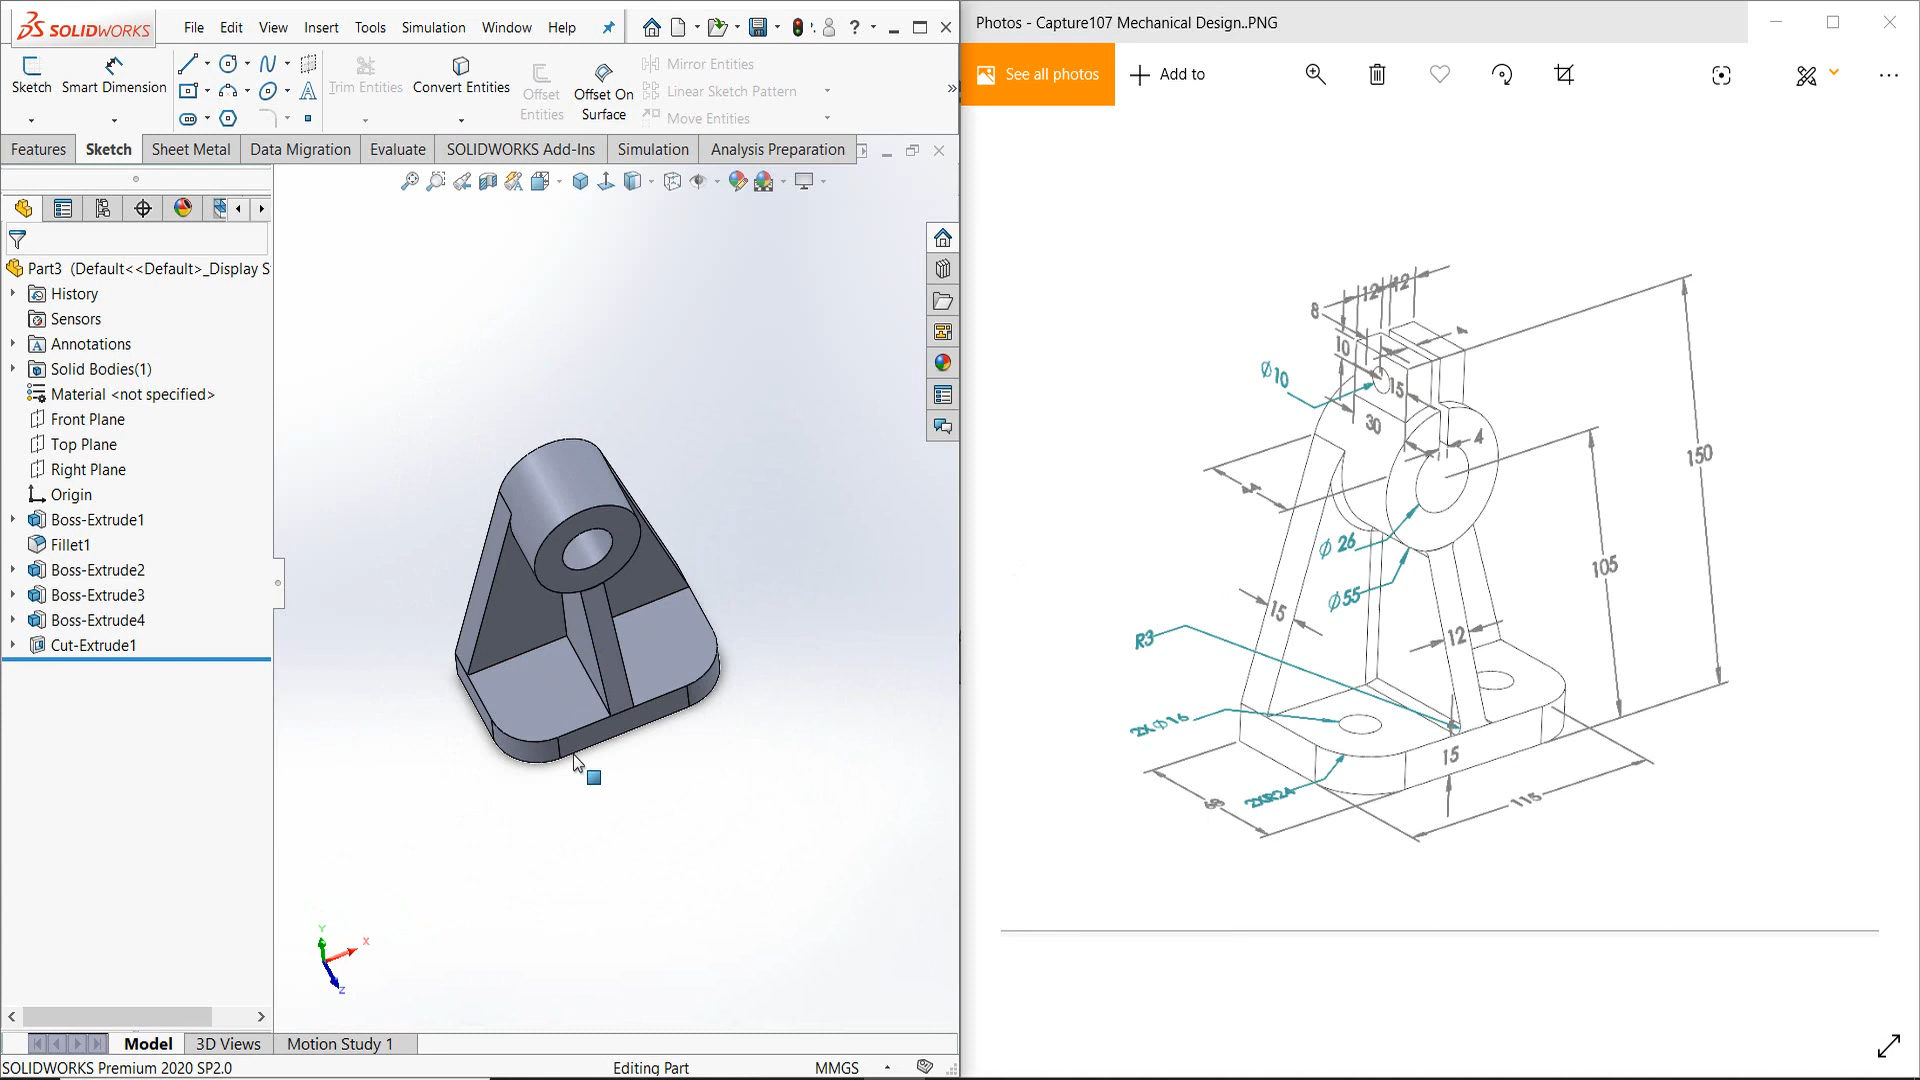 SOLIDWORKS
File Edit View Insert Tools Simulation Window Help
?
Photos - Capture107 Mechanical Design..PNG
See all photos
Add to
Sketch
Smart Dimension
Trim Entities
Convert Entities
Offset Entities
Offset On Surface
Mirror Entities
Linear Sketch Pattern
Move Entities
Features Sketch Sheet Metal Data Migration Evaluate SOLIDWORKS Add-Ins Simulation Analysis Preparation
Part3 (Default<<Default>_Display S
History
Sensors
Annotations
Solid Bodies(1)
Material <not specified>
Front Plane
Top Plane
Right Plane
Origin
Boss-Extrude1
Fillet1
Boss-Extrude2
Boss-Extrude3
Boss-Extrude4
Cut-Extrude1
Y
X
Z
8
12
12
10
Ø10
15
30
4
150
Ø 26
105
Ø55
15
R3
12
2X Ø 16
15
2XR24
68
115
Model 3D Views Motion Study 1
SOLIDWORKS Premium 2020 SP2.0
Editing Part
MMGS